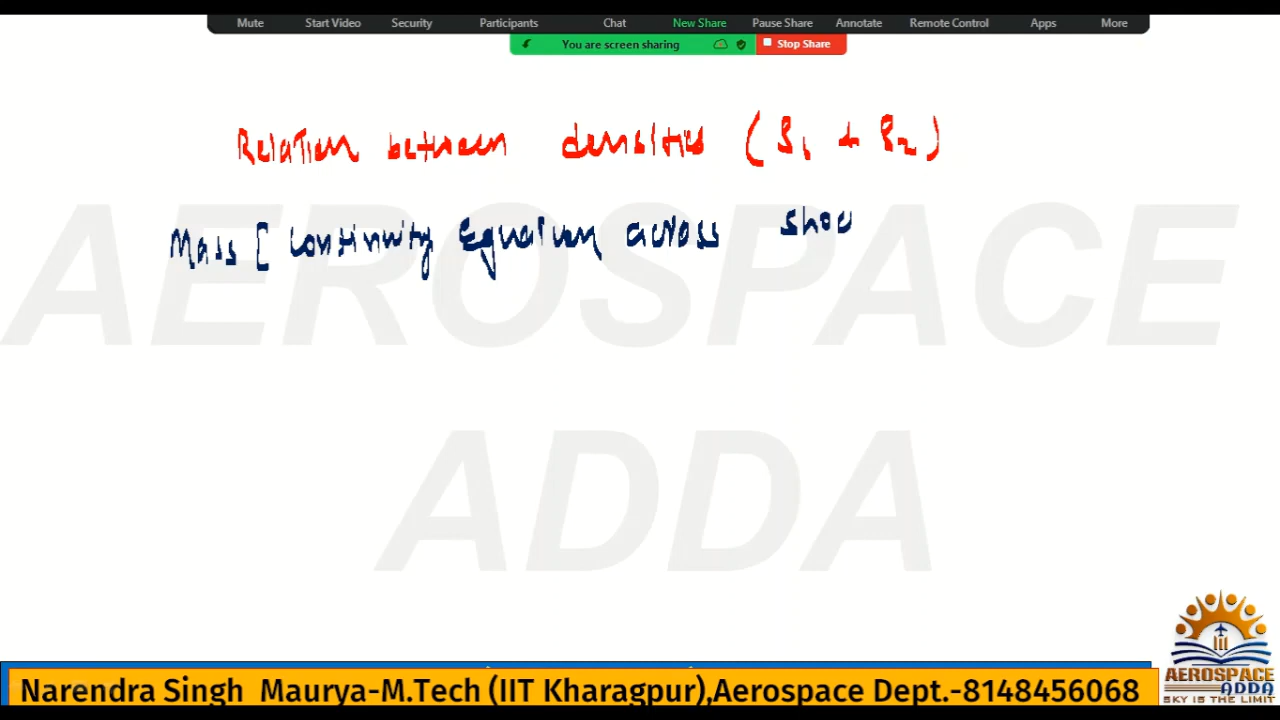 Mute Start Video Security Participants Chat New Share Pause Share Annotate Remote Control Apps More
You are screen sharing Stop Share
Relation between densities (ρ₁ & ρ₂)
Mass [ Continuity Equation across shoc
AEROSPACE
ADDA
Narendra Singh Maurya-M.Tech (IIT Kharagpur),Aerospace Dept.-8148456068
AEROSPACE
ADDA
SKY IS THE LIMIT